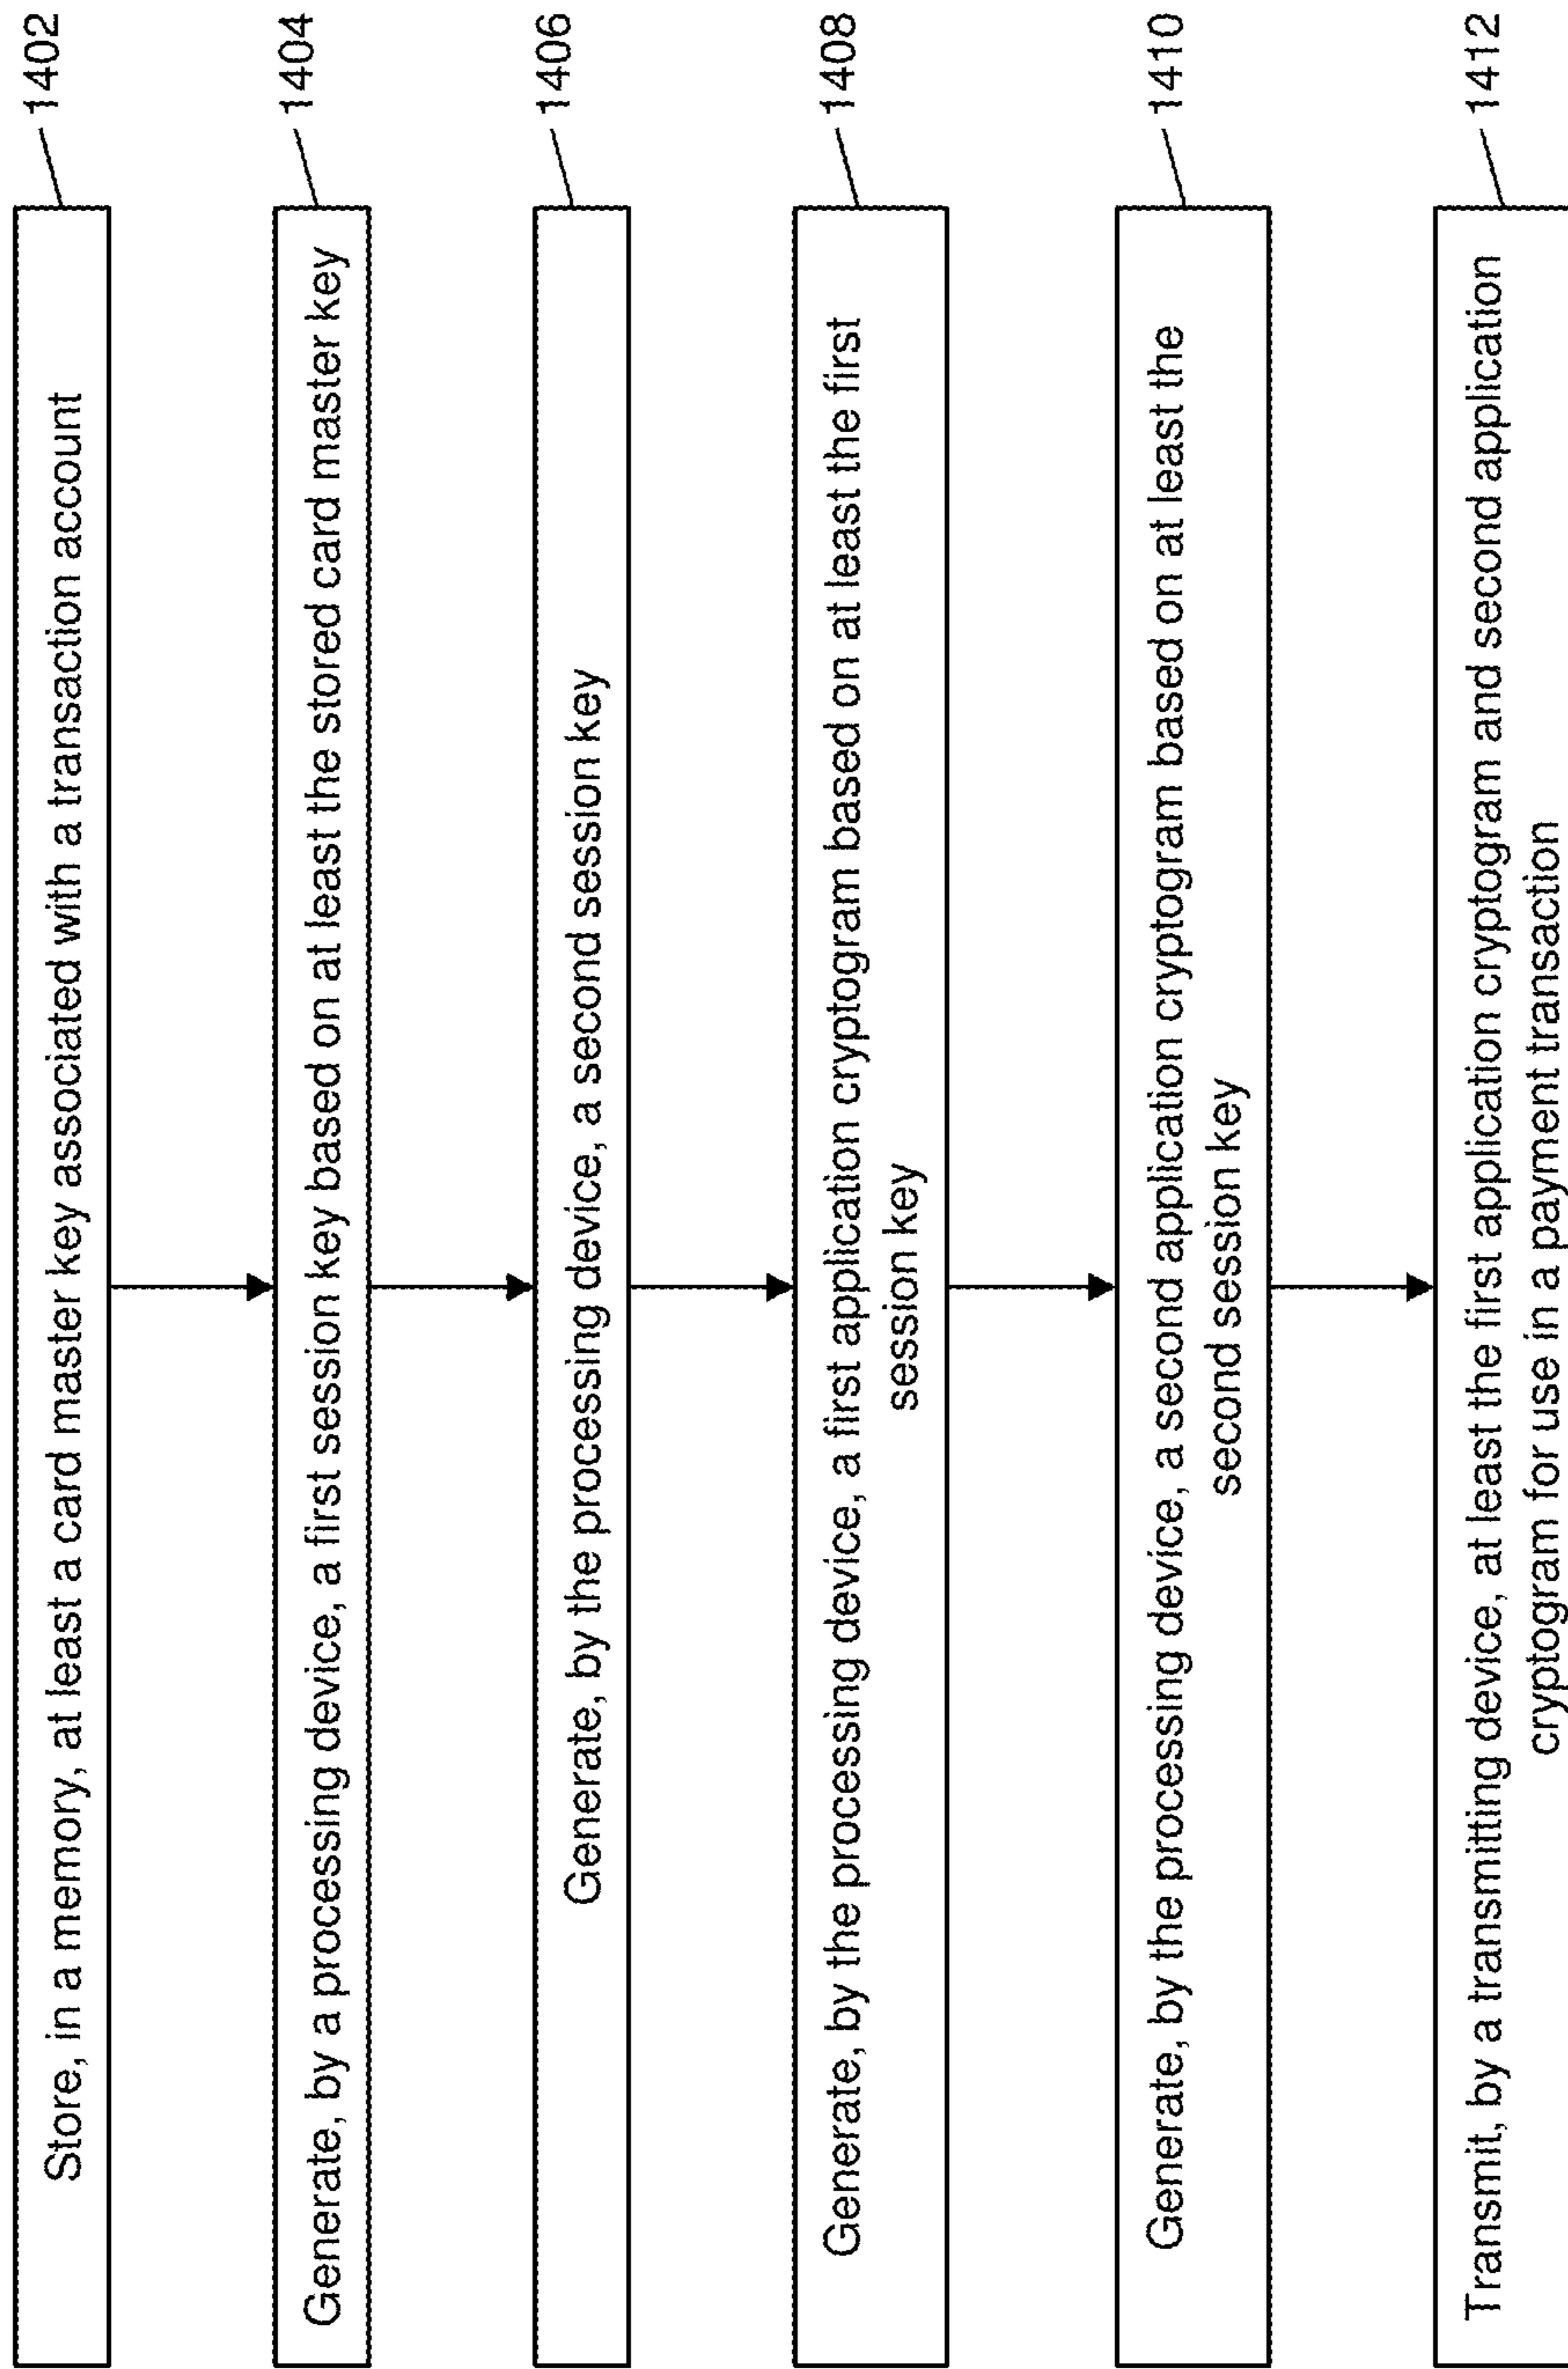 Store, in a memory, at least a card master key associated with a transaction account
1402
Generate, by a processing device, a first session key based on at least the stored card master key
1404
Generate, by the processing device, a second session key
1406
Generate, by the processing device, a first application cryptogram based on at least the first
session key
1408
Generate, by the processing device, a second application cryptogram based on at least the
second session key
1410
Transmit, by a transmitting device, at least the first application cryptogram and second application
cryptogram for use in a payment transaction
1412